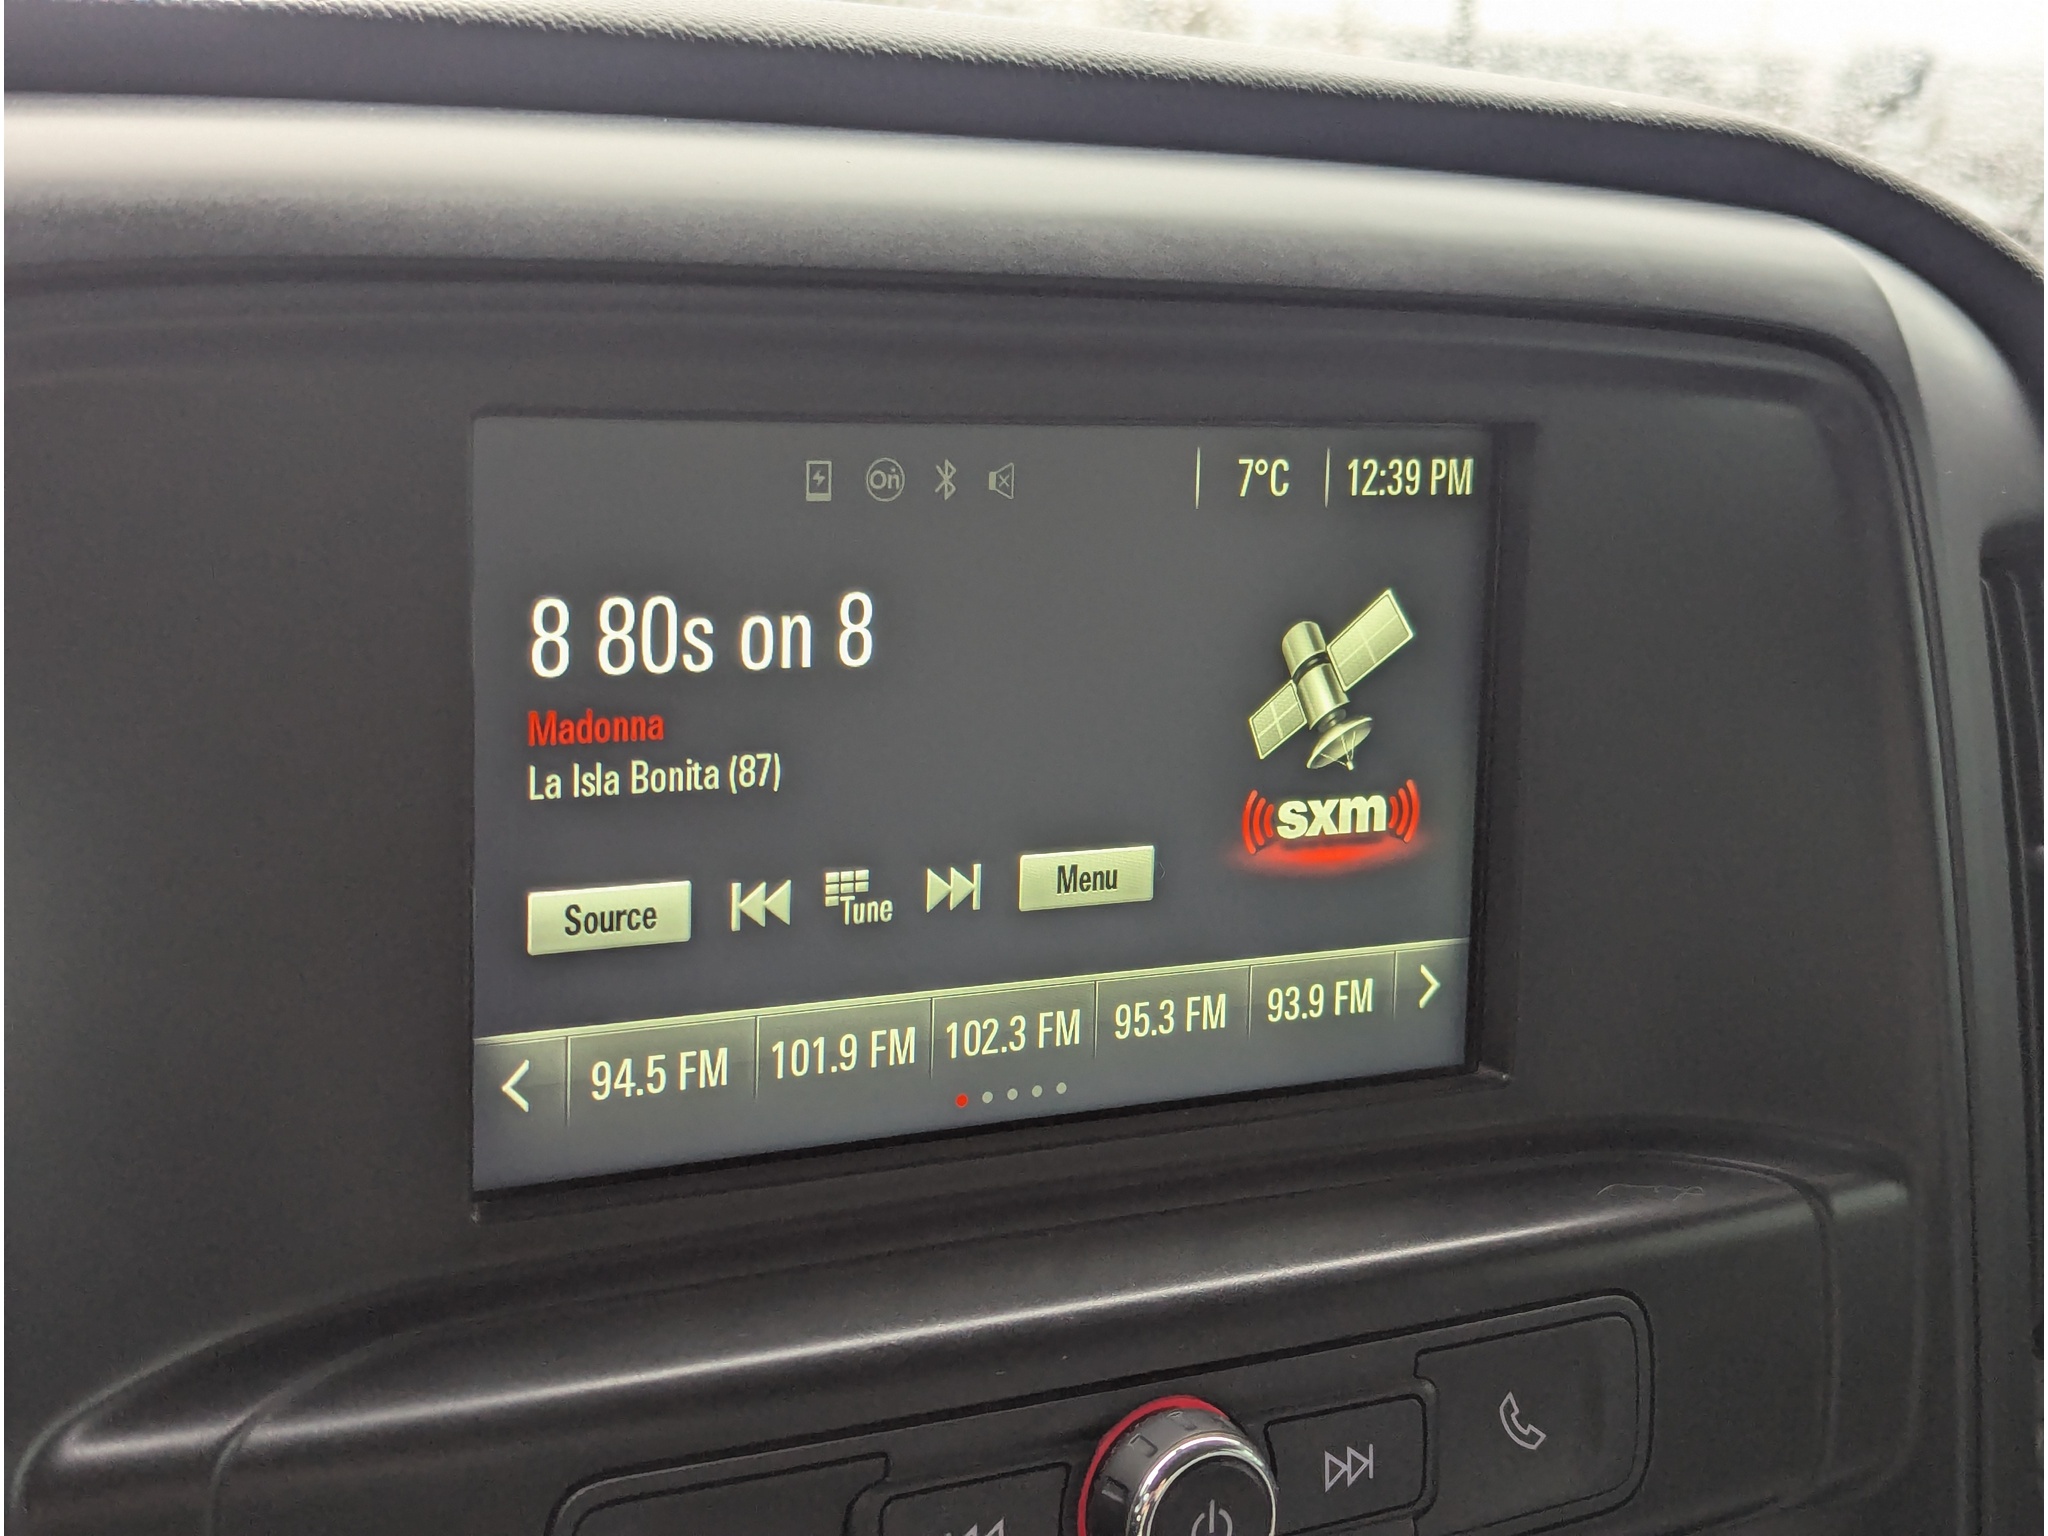 On
7°C
12:39 PM
8 80s on 8
Madonna
La Isla Bonita (87)
sxm
Source
Tune
Menu
94.5 FM
101.9 FM
102.3 FM
95.3 FM
93.9 FM